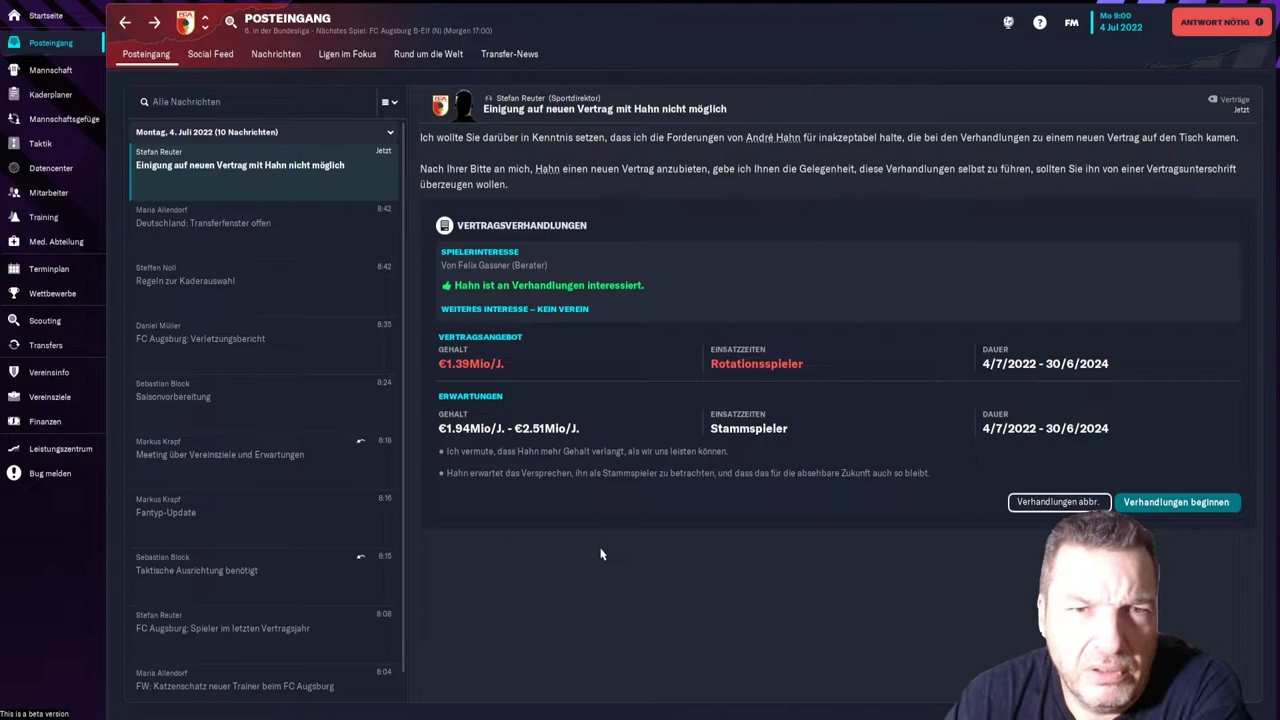 Startseite
Posteingang
Mannschaft
Kaderplaner
Mannschaftsgefüge
Taktik
Datencenter
Mitarbeiter
Training
Med. Abteilung
Terminplan
Wettbewerbe
Scouting
Transfers
Vereinsinfo
Vereinsziele
Finanzen
Leistungszentrum
Bug melden
This is a beta version
POSTEINGANG
6. in der Bundesliga - Nächstes Spiel: FC Augsburg B-Elf (N) (Morgen 17:00)
FM
Mo 9:00
4 Jul 2022
ANTWORT NÖTIG
Posteingang Social Feed Nachrichten Ligen im Fokus Rund um die Welt Transfer-News
Alle Nachrichten
Montag, 4. Juli 2022 (10 Nachrichten)
Stefan Reuter Jetzt
Einigung auf neuen Vertrag mit Hahn nicht möglich
Maria Allendorf 8:42
Deutschland: Transferfenster offen
Steffen Noll 8:42
Regeln zur Kaderauswahl
Daniel Müller 8:35
FC Augsburg: Verletzungsbericht
Sebastian Block 8:24
Saisonvorbereitung
Markus Krapf 8:18
Meeting über Vereinsziele und Erwartungen
Markus Krapf 8:16
Fantyp-Update
Sebastian Block 8:15
Taktische Ausrichtung benötigt
Stefan Reuter 8:08
FC Augsburg: Spieler im letzten Vertragsjahr
Maria Allendorf 8:04
FW: Katzenschatz neuer Trainer beim FC Augsburg
Stefan Reuter (Sportdirektor)
Einigung auf neuen Vertrag mit Hahn nicht möglich
Verträge
Jetzt
Ich wollte Sie darüber in Kenntnis setzen, dass ich die Forderungen von André Hahn für inakzeptabel halte, die bei den Verhandlungen zu einem neuen Vertrag auf den Tisch kamen.
Nach Ihrer Bitte an mich, Hahn einen neuen Vertrag anzubieten, gebe ich Ihnen die Gelegenheit, diese Verhandlungen selbst zu führen, sollten Sie ihn von einer Vertragsunterschrift
überzeugen wollen.
VERTRAGSVERHANDLUNGEN
SPIELERINTERESSE
Von Felix Gassner (Berater)
Hahn ist an Verhandlungen interessiert.
WEITERES INTERESSE – KEIN VEREIN
VERTRAGSANGEBOT
GEHALT EINSATZZEITEN DAUER
€1.39Mio/J. Rotationsspieler 4/7/2022 - 30/6/2024
ERWARTUNGEN
GEHALT EINSATZZEITEN DAUER
€1.94Mio/J. - €2.51Mio/J. Stammspieler 4/7/2022 - 30/6/2024
• Ich vermute, dass Hahn mehr Gehalt verlangt, als wir uns leisten können.
• Hahn erwartet das Versprechen, ihn als Stammspieler zu betrachten, und dass das für die absehbare Zukunft auch so bleibt.
Verhandlungen abbr. Verhandlungen beginnen